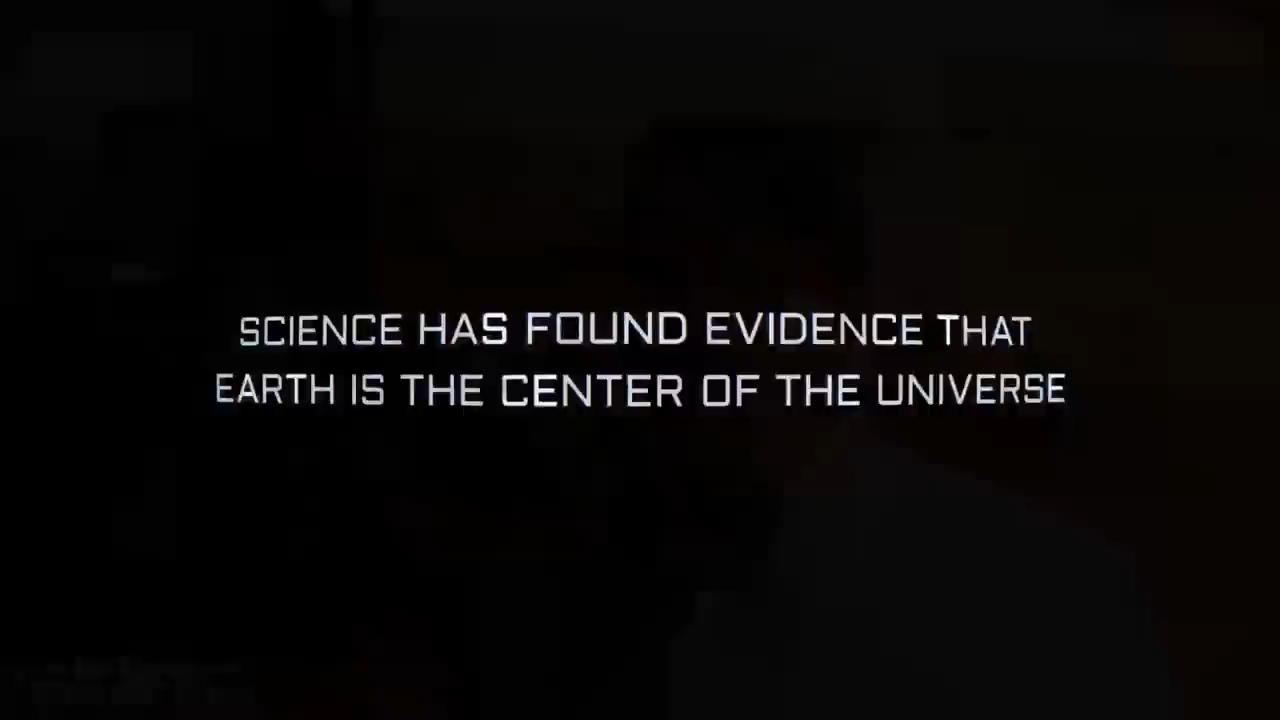 SCIENCE HAS FOUND EVIDENCE THAT
EARTH IS THE CENTER OF THE UNIVERSE